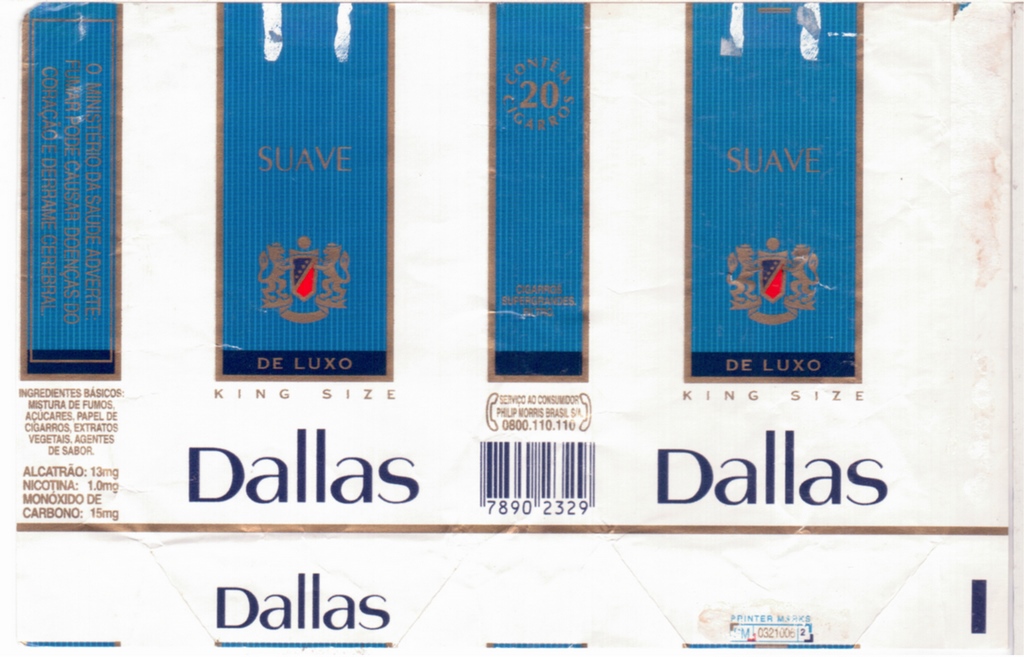 O MINISTÉRIO DA SAÚDE ADVERTE:
FUMAR PODE CAUSAR DOENÇAS DO
CORAÇÃO E DERRAME CEREBRAL.
INGREDIENTES BÁSICOS:
MISTURA DE FUMOS,
AÇÚCARES, PAPEL DE
CIGARROS, EXTRATOS
VEGETAIS, AGENTES
DE SABOR.
ALCATRÃO: 13mg
NICOTINA: 1.0mg
MONÓXIDO DE
CARBONO: 15mg
SUAVE
DE LUXO
KING SIZE
Dallas
Dallas
CONTÉM
20
CIGARROS
CIGARROS
SUPERGRANDES.
SERVIÇO AO CONSUMIDOR
PHILIP MORRIS BRASIL S/A
0800.110.110
7890 2329
SUAVE
DE LUXO
KING SIZE
Dallas
PRINTER MARKS
0321006 2